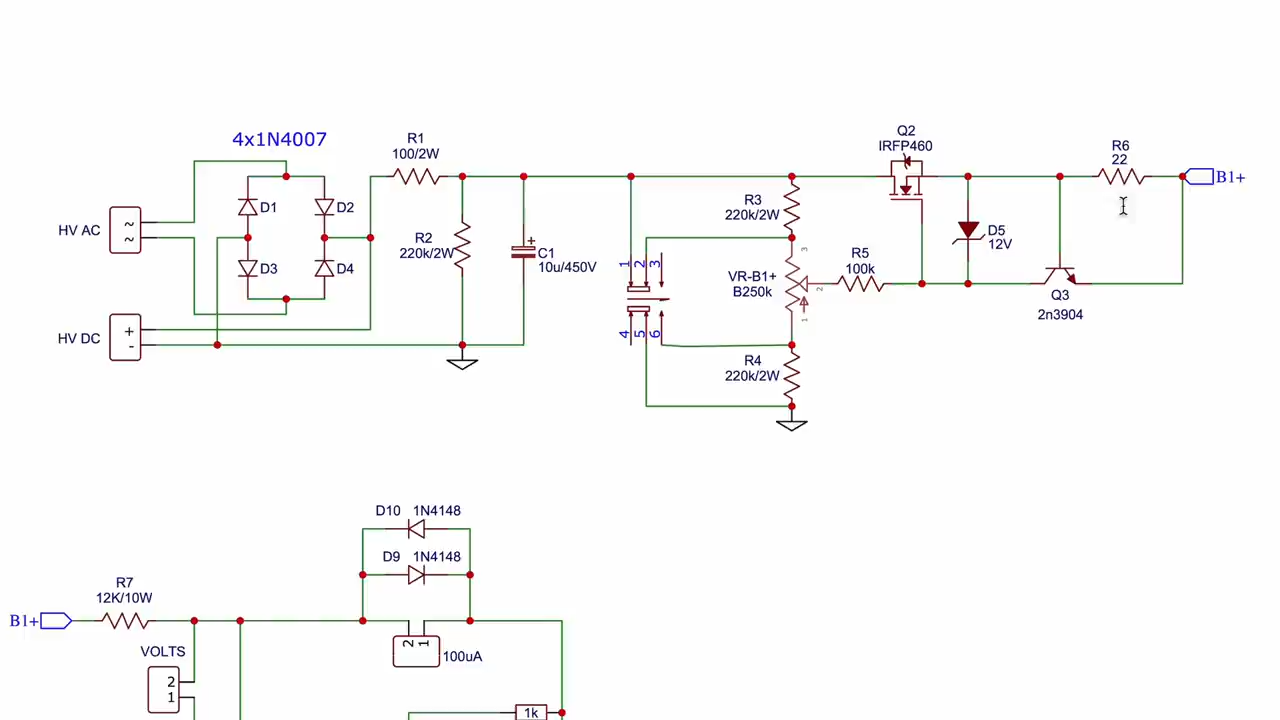 4x1N4007
R1
100/2W
Q2
IRFP460
R6
22
B1+
D1
D2
R3
220k/2W
HV AC
~
~
R2
220k/2W
+
C1
10u/450V
D5
12V
D3
D4
1 2 3
3
VR-B1+
B250k
2
1
R5
100k
Q3
2n3904
HV DC
+
-
4 5 6
R4
220k/2W
D10 1N4148
D9 1N4148
R7
12K/10W
B1+
2 1
100uA
VOLTS
2
1
1k